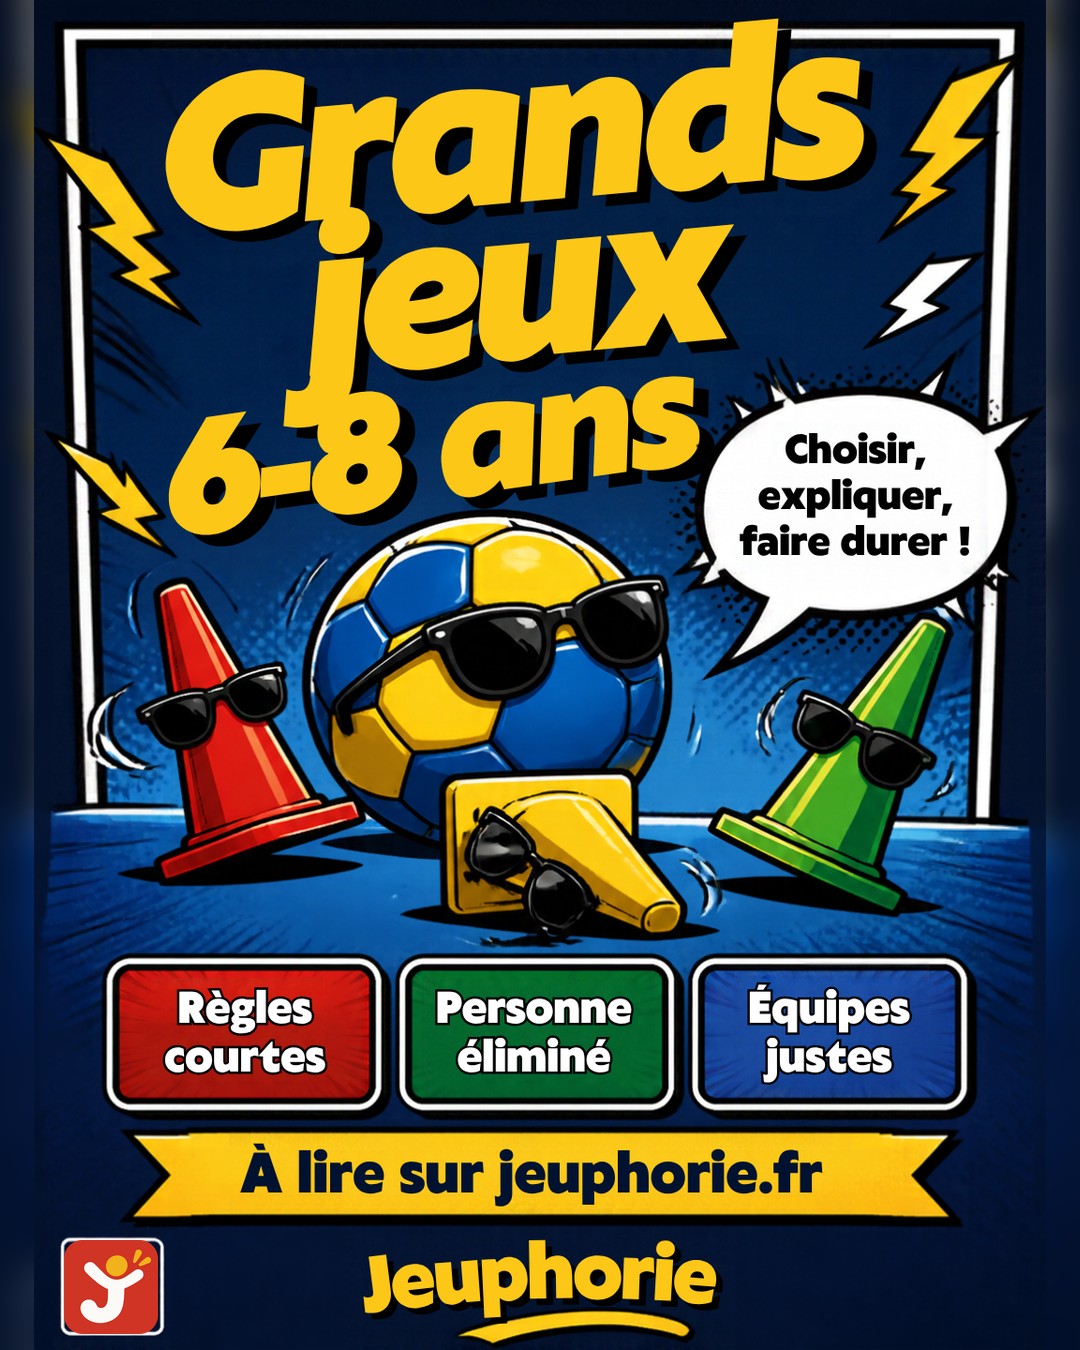 Grands
jeux
6-8 ans
Choisir,
expliquer,
faire durer !
Règles
courtes
Personne
éliminé
Équipes
justes
À lire sur jeuphorie.fr
Jeuphorie